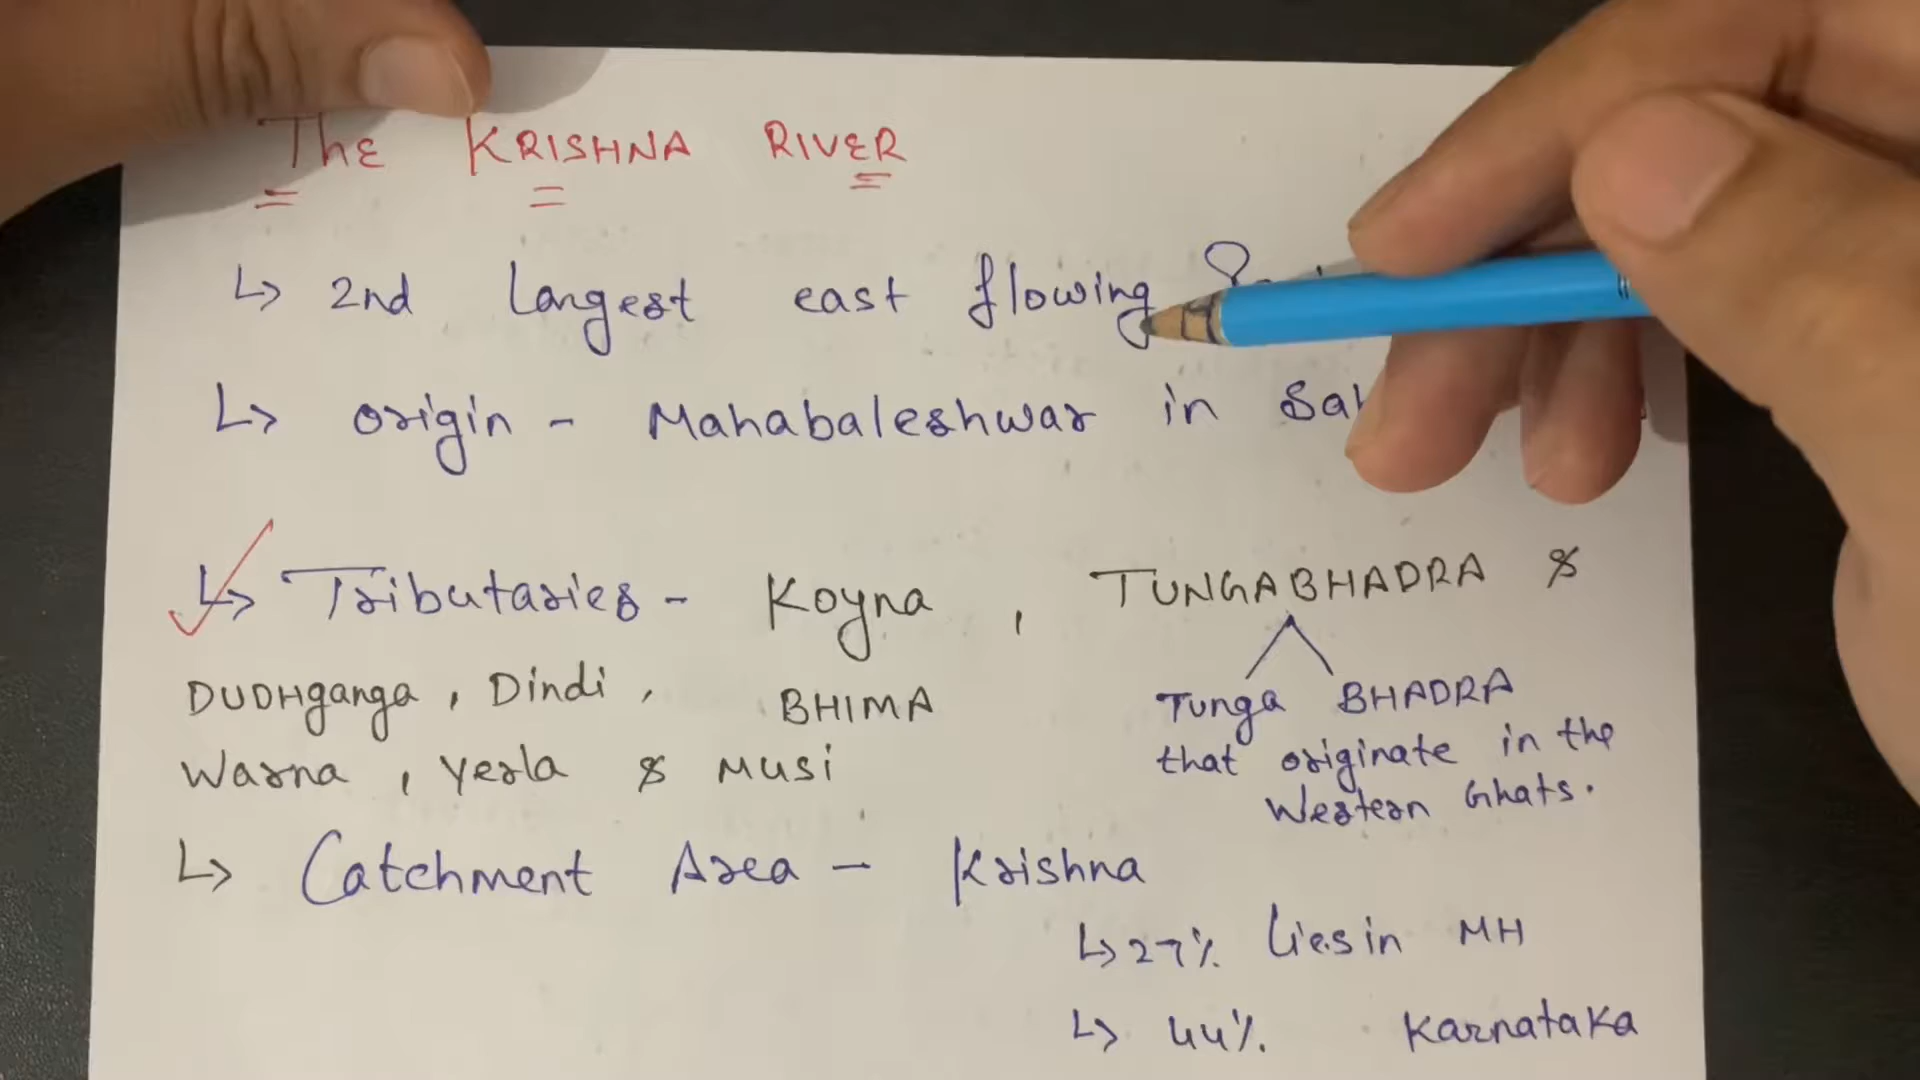 The KRISHNA RIVER
↳ 2nd largest east flowing
↳ origin - Mahabaleshwar in
↳ Tributaries - Koyna , TUNGABHADRA &
DUDHganga , Dindi , BHIMA
Tunga BHADRA
Warna , Yerla & Musi
that originate in the
Western Ghats.
↳ Catchment Area - Krishna
↳ 27% lies in MH
↳ 44% Karnataka